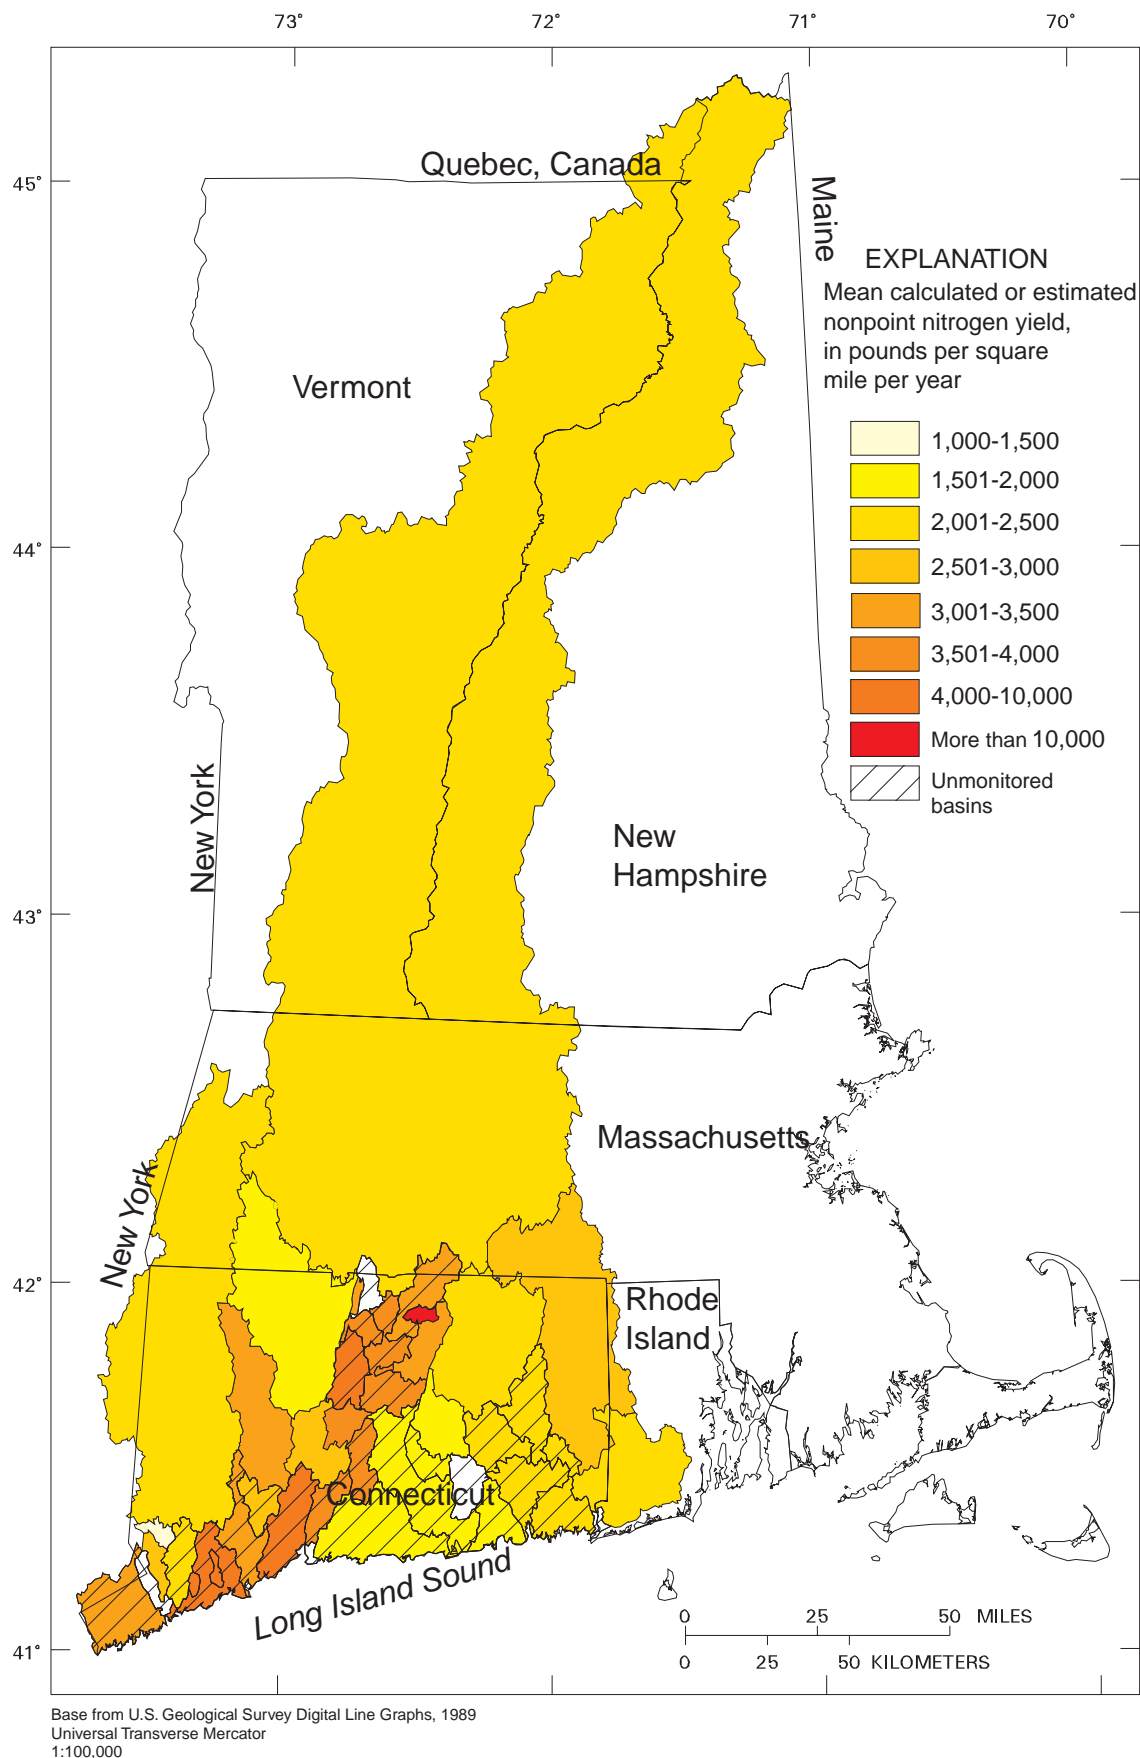 73°
72°
71°
70°
Quebec, Canada
45°
Maine
EXPLANATION
Mean calculated or estimated
nonpoint nitrogen yield,
in pounds per square
mile per year
Vermont
1,000-1,500
1,501-2,000
2,001-2,500
44°
2,501-3,000
3,001-3,500
3,501-4,000
4,000-10,000
More than 10,000
Unmonitored
basins
New York
New
Hampshire
43°
Massachusetts
New York
42°
Rhode
Island
Connecticut
Long Island Sound
0 25 50 MILES
0 25 50 KILOMETERS
41°
73°
72°
Base from U.S. Geological Survey Digital Line Graphs, 1989
Universal Transverse Mercator
1:100,000